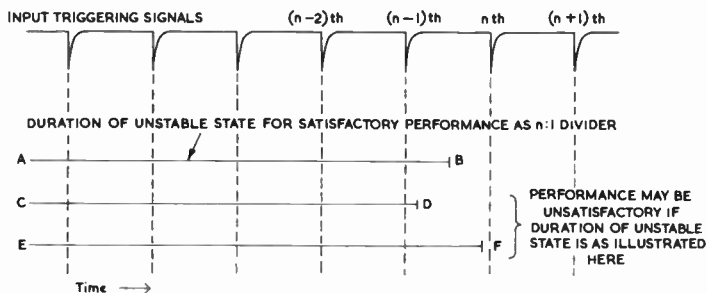 INPUT TRIGGERING SIGNALS (n-2)th (n-1)th nth (n+1)th
DURATION OF UNSTABLE STATE FOR SATISFACTORY PERFORMANCE AS n:1 DIVIDER
A B
C D
E F
PERFORMANCE MAY BE
UNSATISFACTORY IF
DURATION OF UNSTABLE
STATE IS AS ILLUSTRATED
HERE
Time